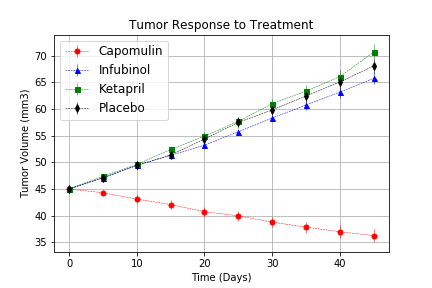 Tumor Response to Treatment
Capomulin
Infubinol
Ketapril
Placebo
Tumor Volume (mm3)
70
65
60
55
50
45
40
35
0 10 20 30 40
Time (Days)